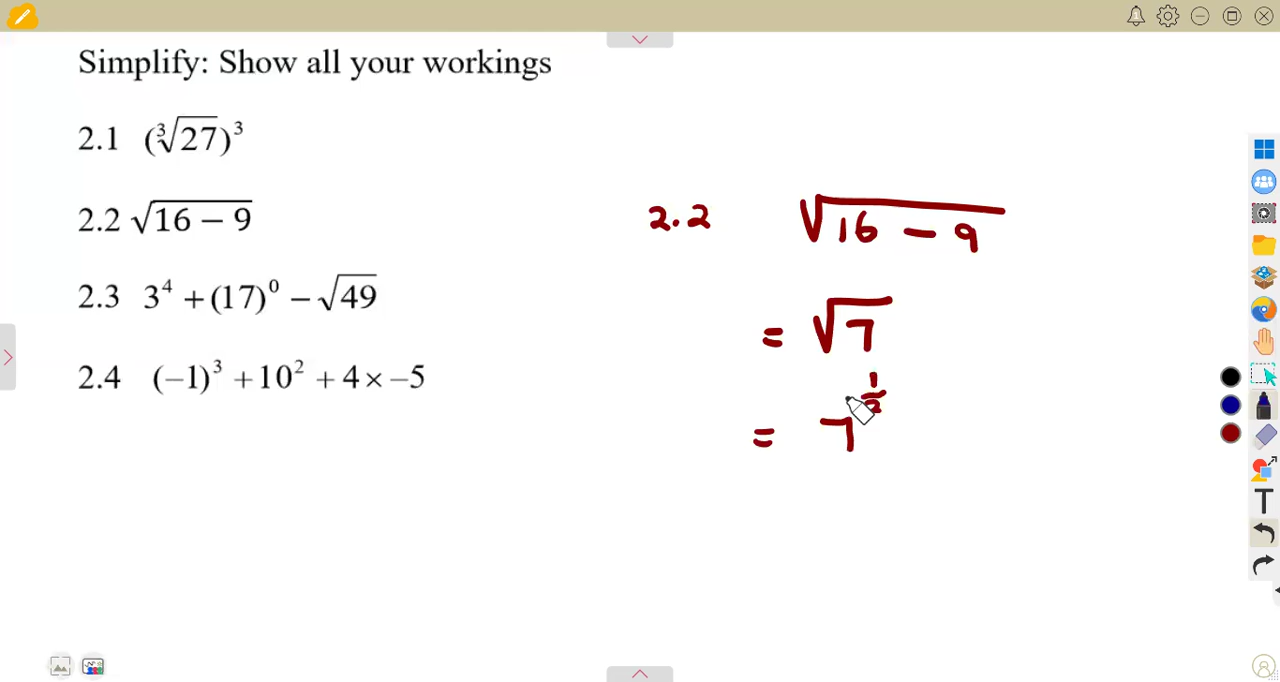 Simplify: Show all your workings
2.1 (∛27)³
2.2 √(16 − 9)
2.3 3⁴ + (17)⁰ − √49
2.4 (−1)³ + 10² + 4 × −5
2.2 √(16 − 9)
= √7
= 7^(1/2)